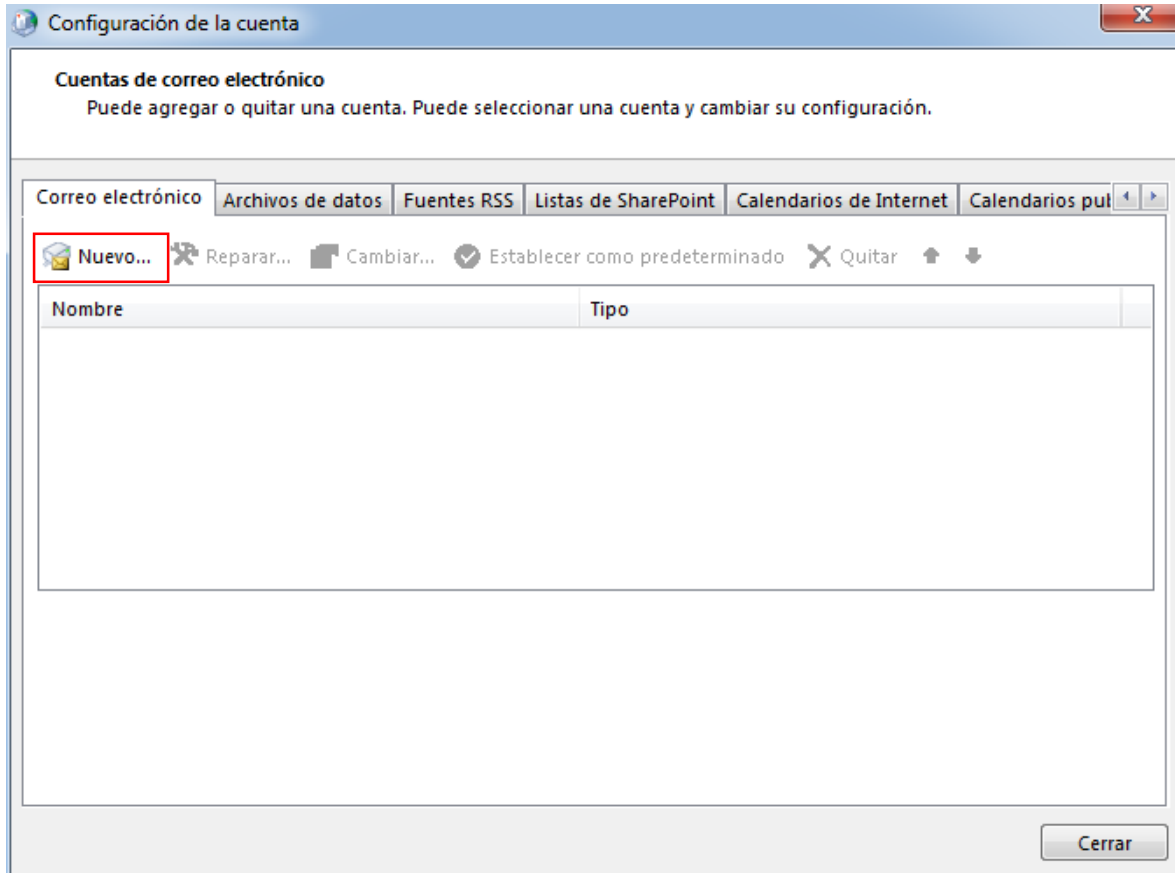 Configuración de la cuenta
Cuentas de correo electrónico
Puede agregar o quitar una cuenta. Puede seleccionar una cuenta y cambiar su configuración.
Correo electrónico Archivos de datos Fuentes RSS Listas de SharePoint Calendarios de Internet Calendarios pub
Nuevo... Reparar... Cambiar... Establecer como predeterminado Quitar
Nombre Tipo
Cerrar